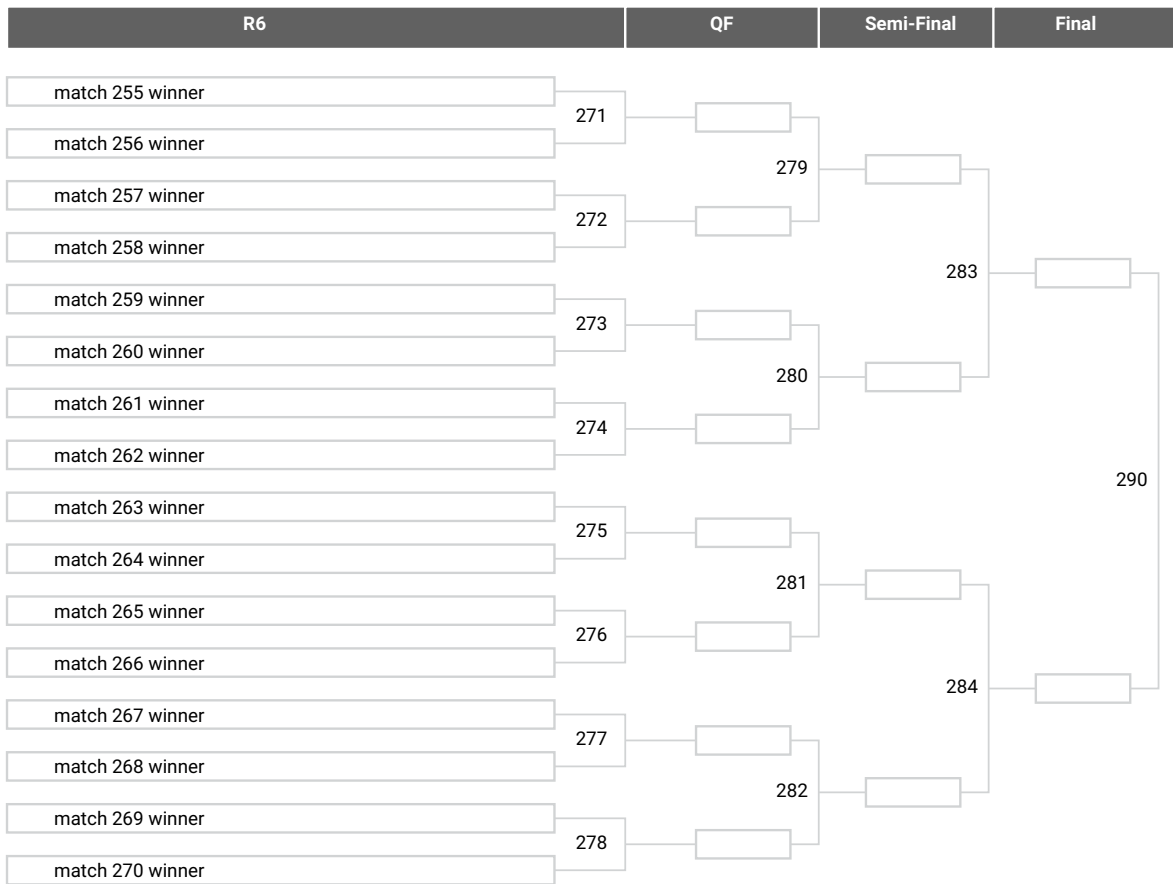 R6 QF Semi-Final Final
match 255 winner
271
match 256 winner
279
match 257 winner
272
match 258 winner
283
match 259 winner
273
match 260 winner
280
match 261 winner
274
match 262 winner
290
match 263 winner
275
match 264 winner
281
match 265 winner
276
match 266 winner
284
match 267 winner
277
match 268 winner
282
match 269 winner
278
match 270 winner